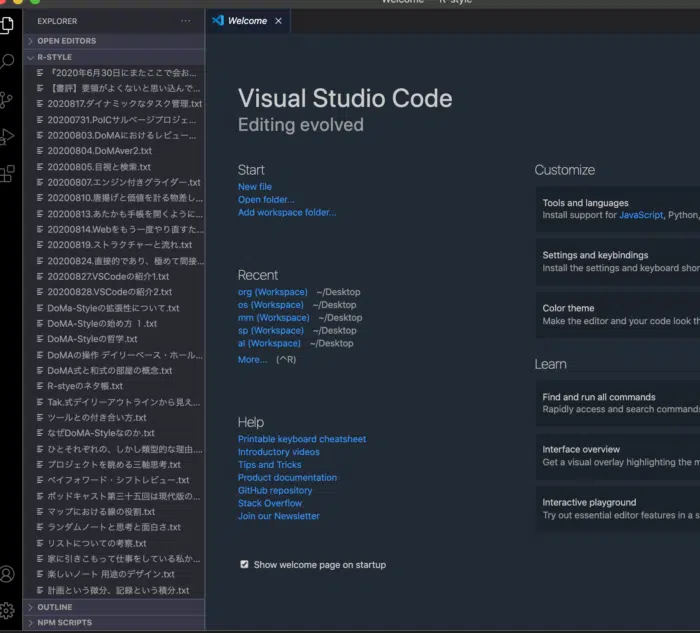 Welcome — R-style
EXPLORER
Welcome
OPEN EDITORS
R-STYLE
「2020年6月30日にまたここで会お...
【書評】要領がよくないと思い込んで...
20200817.ダイナミックなタスク管理.txt
20200731.PoICサルベージプロジェ...
20200803.DoMAにおけるレビュー...
20200804.DoMAver2.txt
20200805.目視と検索.txt
20200807.エンジン付きグライダー.txt
20200810.唐揚げと価値を計る物差し...
20200813.あたかも手帳を開くように...
20200814.Webをもう一度やり直すた...
20200819.ストラクチャーと流れ.txt
20200824.直接的であり、極めて間接...
20200827.VSCodeの紹介1.txt
20200828.VSCodeの紹介2.txt
DoMa-Styleの拡張性について.txt
DoMA-Styleの始め方 1.txt
DoMA-Styleの哲学.txt
DoMAの操作 デイリーベース・ホール...
DoMA式と和式の部屋の概念.txt
R-styeのネタ帳.txt
Tak.式デイリーアウトラインから見え...
ツールとの付き合い方.txt
なぜDoMA-Styleなのか.txt
ひとそれぞれの、しかし類型的な理由....
プロジェクトを眺める三軸思考.txt
ペイフォワード・シフトレビュー.txt
ポッドキャスト第三十五回は現代版の...
マップにおける線の役割.txt
ランダムノートと思考と面白さ.txt
リストについての考察.txt
家に引きこもって仕事をしている私か...
楽しいノート 用途のデザイン.txt
計画という微分、記録という積分.txt
OUTLINE
NPM SCRIPTS
Visual Studio Code
Editing evolved
Start
New file
Open folder...
Add workspace folder...
Recent
org (Workspace) ~/Desktop
os (Workspace) ~/Desktop
mm (Workspace) ~/Desktop
sp (Workspace) ~/Desktop
al (Workspace) ~/Desktop
More... (^R)
Help
Printable keyboard cheatsheet
Introductory videos
Tips and Tricks
Product documentation
GitHub repository
Stack Overflow
Join our Newsletter
Show welcome page on startup
Customize
Tools and languages
Install support for JavaScript, Python,
Settings and keybindings
Install the settings and keyboard shor
Color theme
Make the editor and your code look th
Learn
Find and run all commands
Rapidly access and search commands
Interface overview
Get a visual overlay highlighting the m
Interactive playground
Try out essential editor features in a s